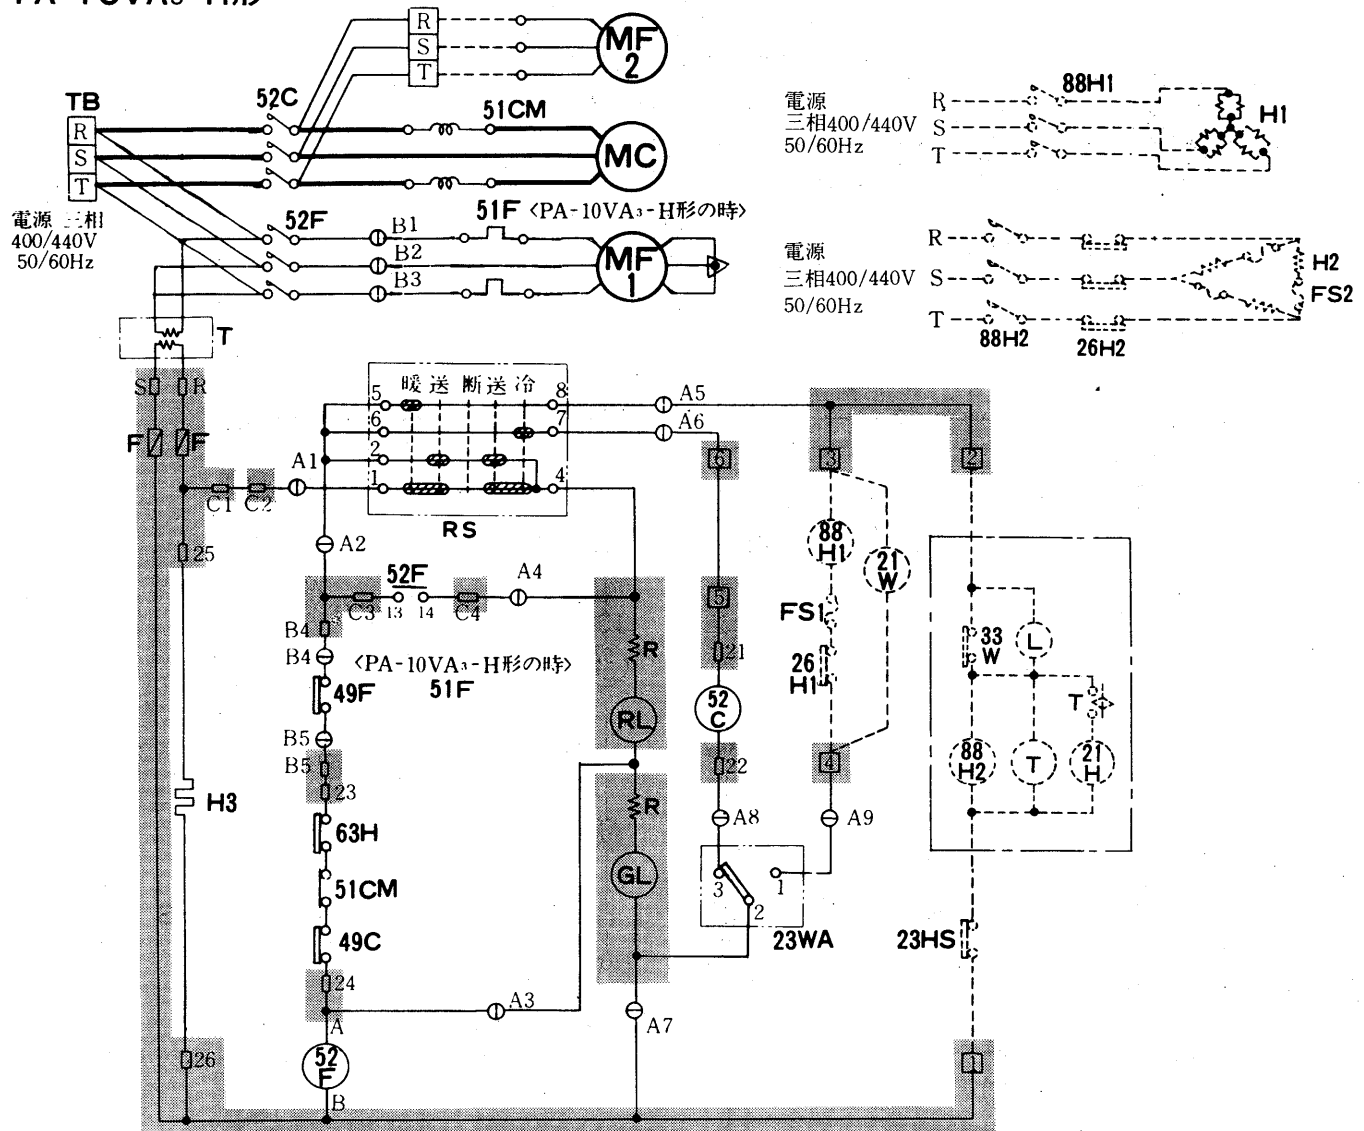 PA-10VA₃-H形
R
S
T
MF 2
TB
R
S
T
52C
51CM
MC
電源 三相
400/440V
50/60Hz
52F
B1
B2
B3
51F 〈PA-10VA₃-H形の時〉
MF 1
電源
三相400/440V
50/60Hz
R
S
T
88H1
H1
電源
三相400/440V
50/60Hz
R
S
T
88H2
26H2
H2
FS2
T
S
R
F
F
暖 送 断 送 冷
5
6
2
1
8
7
4
RS
A5
A6
A1
C1
C2
25
A2
52F
C3
13
14
C4
A4
B4
B4
〈PA-10VA₃-H形の時〉
51F
49F
B5
B5
23
63H
51CM
49C
24
A
A3
52 F
B
H3
26
R
RL
R
GL
A7
6
5
21
52 C
22
A8
3
2
1
23WA
3
88 H1
21 W
FS1
26 H1
4
A9
2
33 W
L
T
88 H2
T
21 H
23HS
1